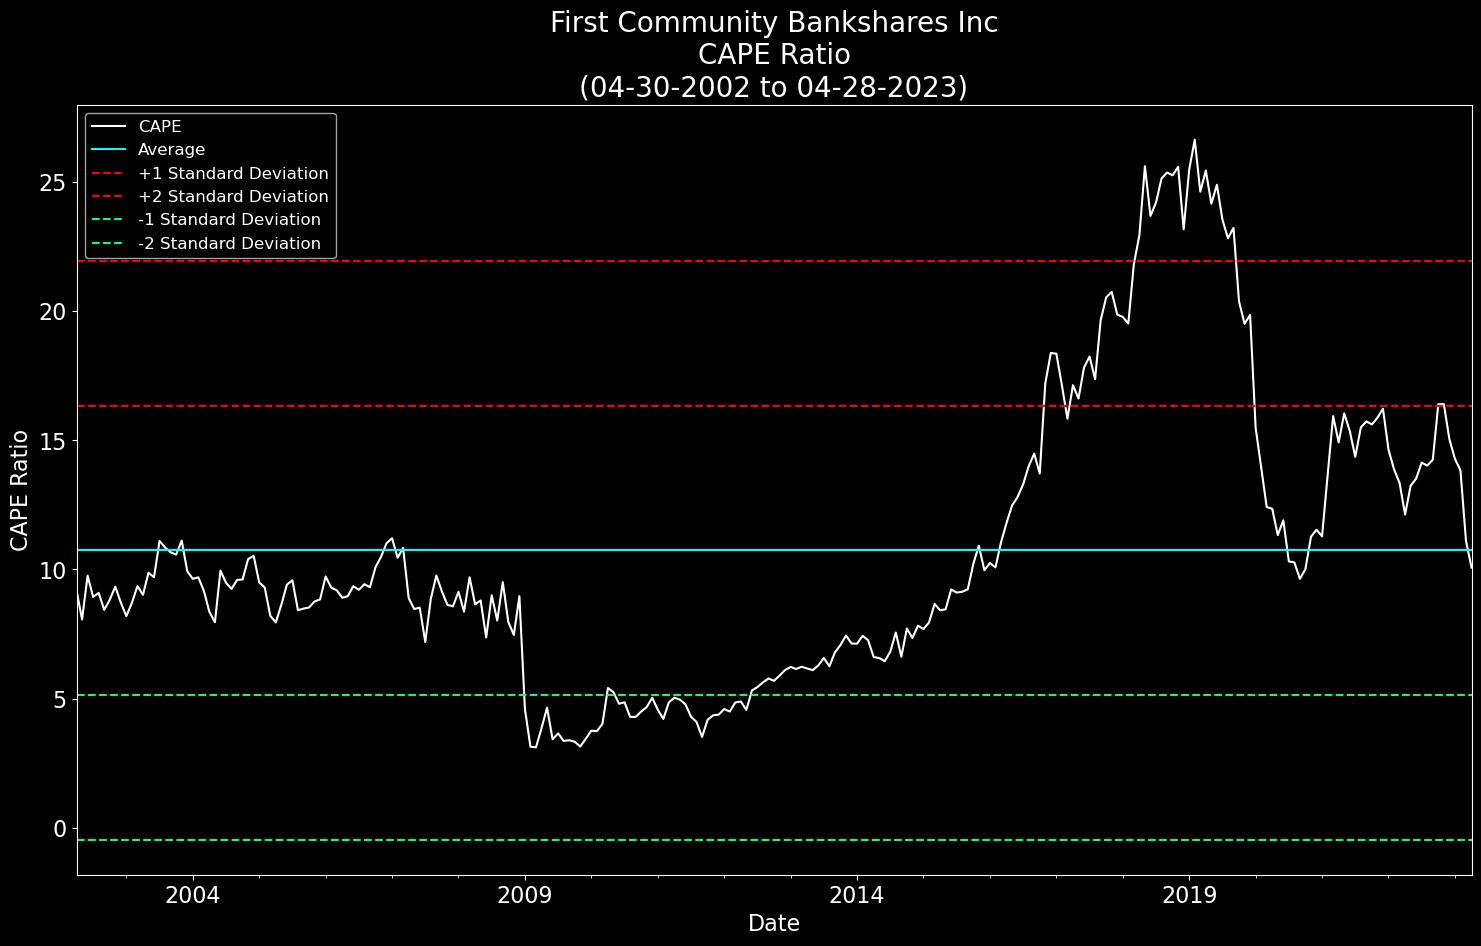 First Community Bankshares Inc
CAPE Ratio
(04-30-2002 to 04-28-2023)
CAPE
Average
+1 Standard Deviation
+2 Standard Deviation
-1 Standard Deviation
-2 Standard Deviation
25
20
15
10
5
0
CAPE Ratio
2004
2009
2014
2019
Date